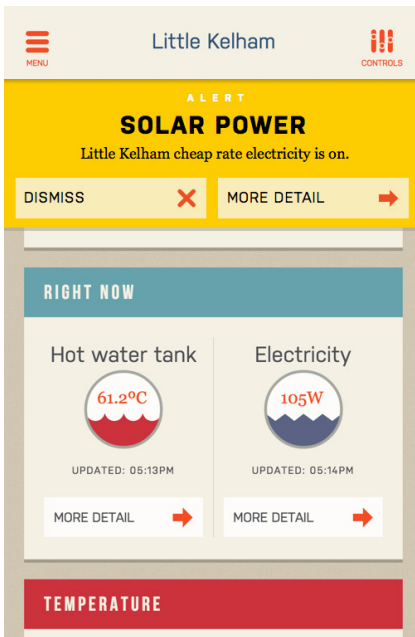 Little Kelham
MENU
CONTROLS
ALERT
SOLAR POWER
Little Kelham cheap rate electricity is on.
DISMISS
MORE DETAIL
RIGHT NOW
Hot water tank
61.2ºC
UPDATED: 05:13PM
MORE DETAIL
Electricity
105W
UPDATED: 05:14PM
MORE DETAIL
TEMPERATURE